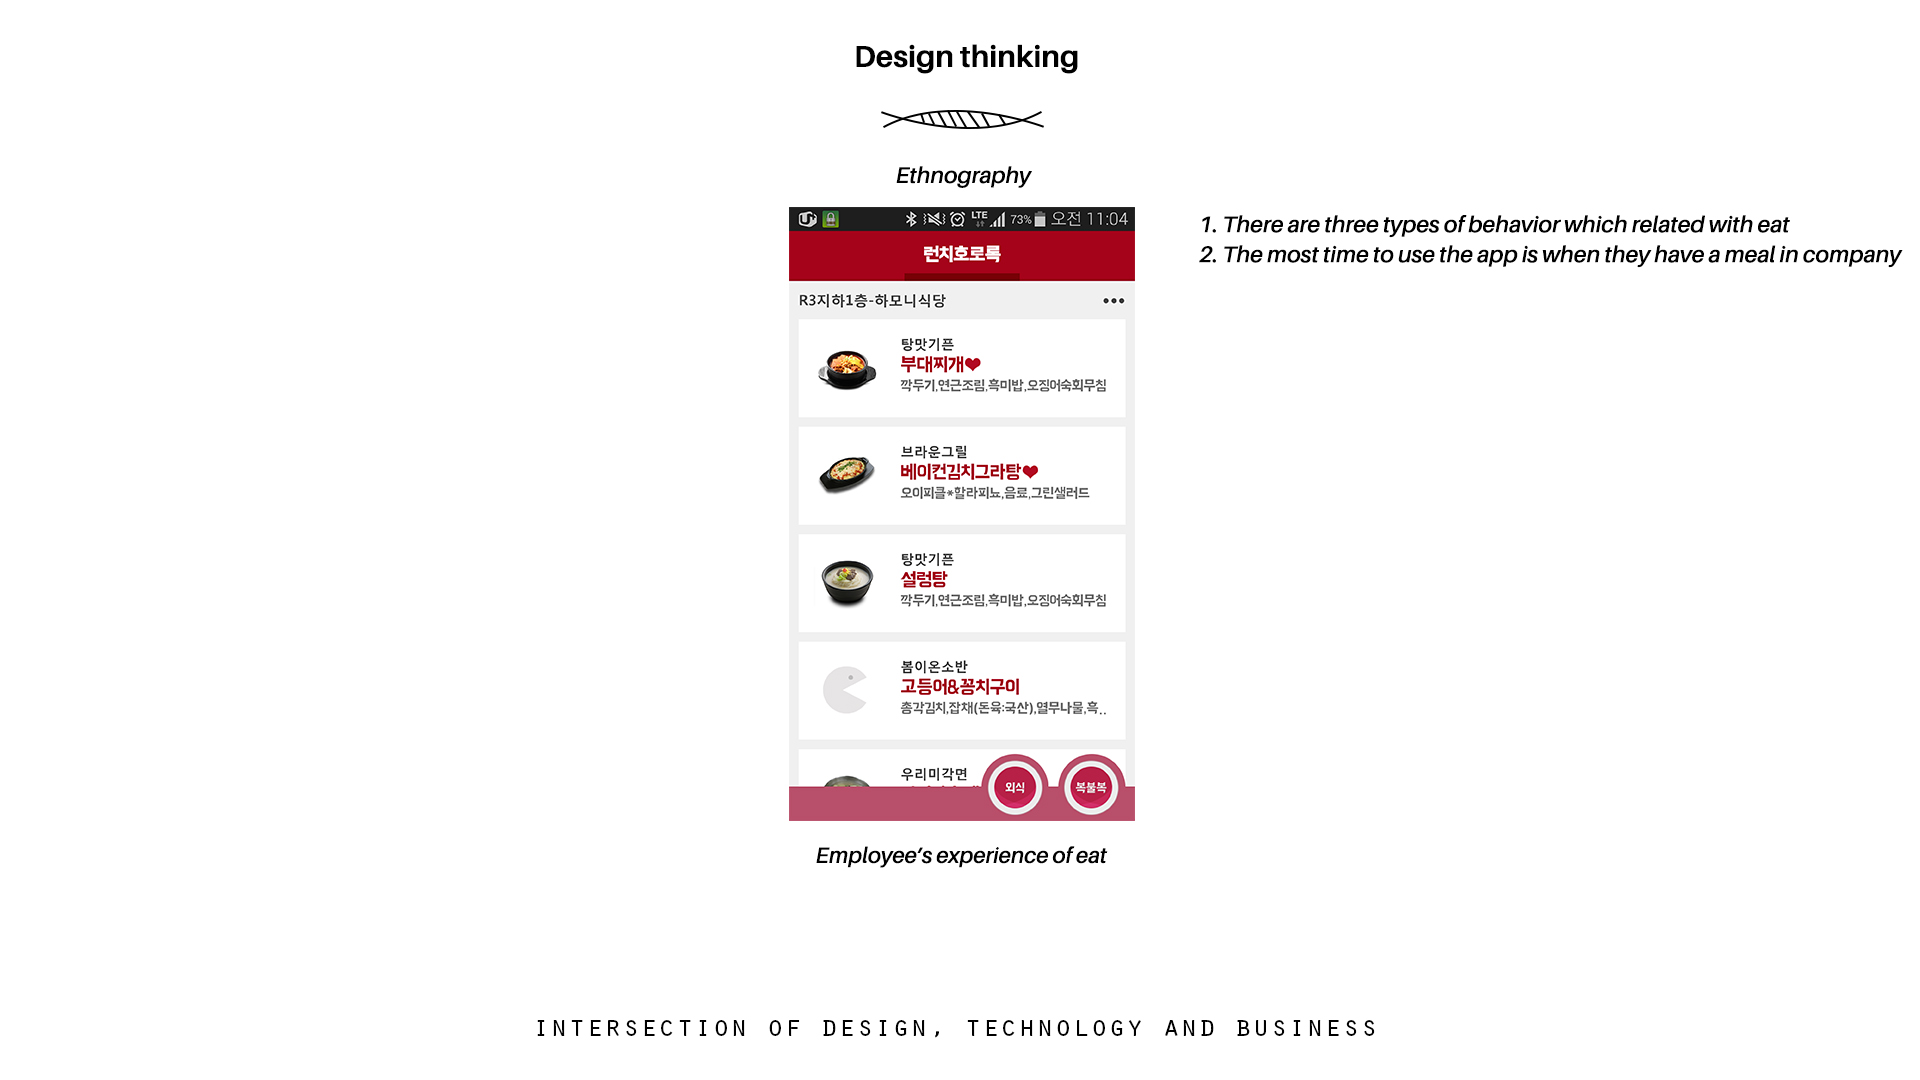 Design thinking
Ethnography
LTE
73% 오전 11:04
런치호로록
R3지하1층-하모니식당
탕맛기픈
부대찌개❤
깍두기,연근조림,흑미밥,오징어숙회무침
브라운그릴
베이컨김치그라탕❤
오이피클*할라피뇨,음료,그린샐러드
탕맛기픈
설렁탕
깍두기,연근조림,흑미밥,오징어숙회무침
봄이온소반
고등어&꽁치구이
총각김치,잡채(돈육:국산),열무나물,흑..
우리미각면
외식
복불복
1. There are three types of behavior which related with eat
2. The most time to use the app is when they have a meal in company
Employee’s experience of eat
INTERSECTION OF DESIGN, TECHNOLOGY AND BUSINESS